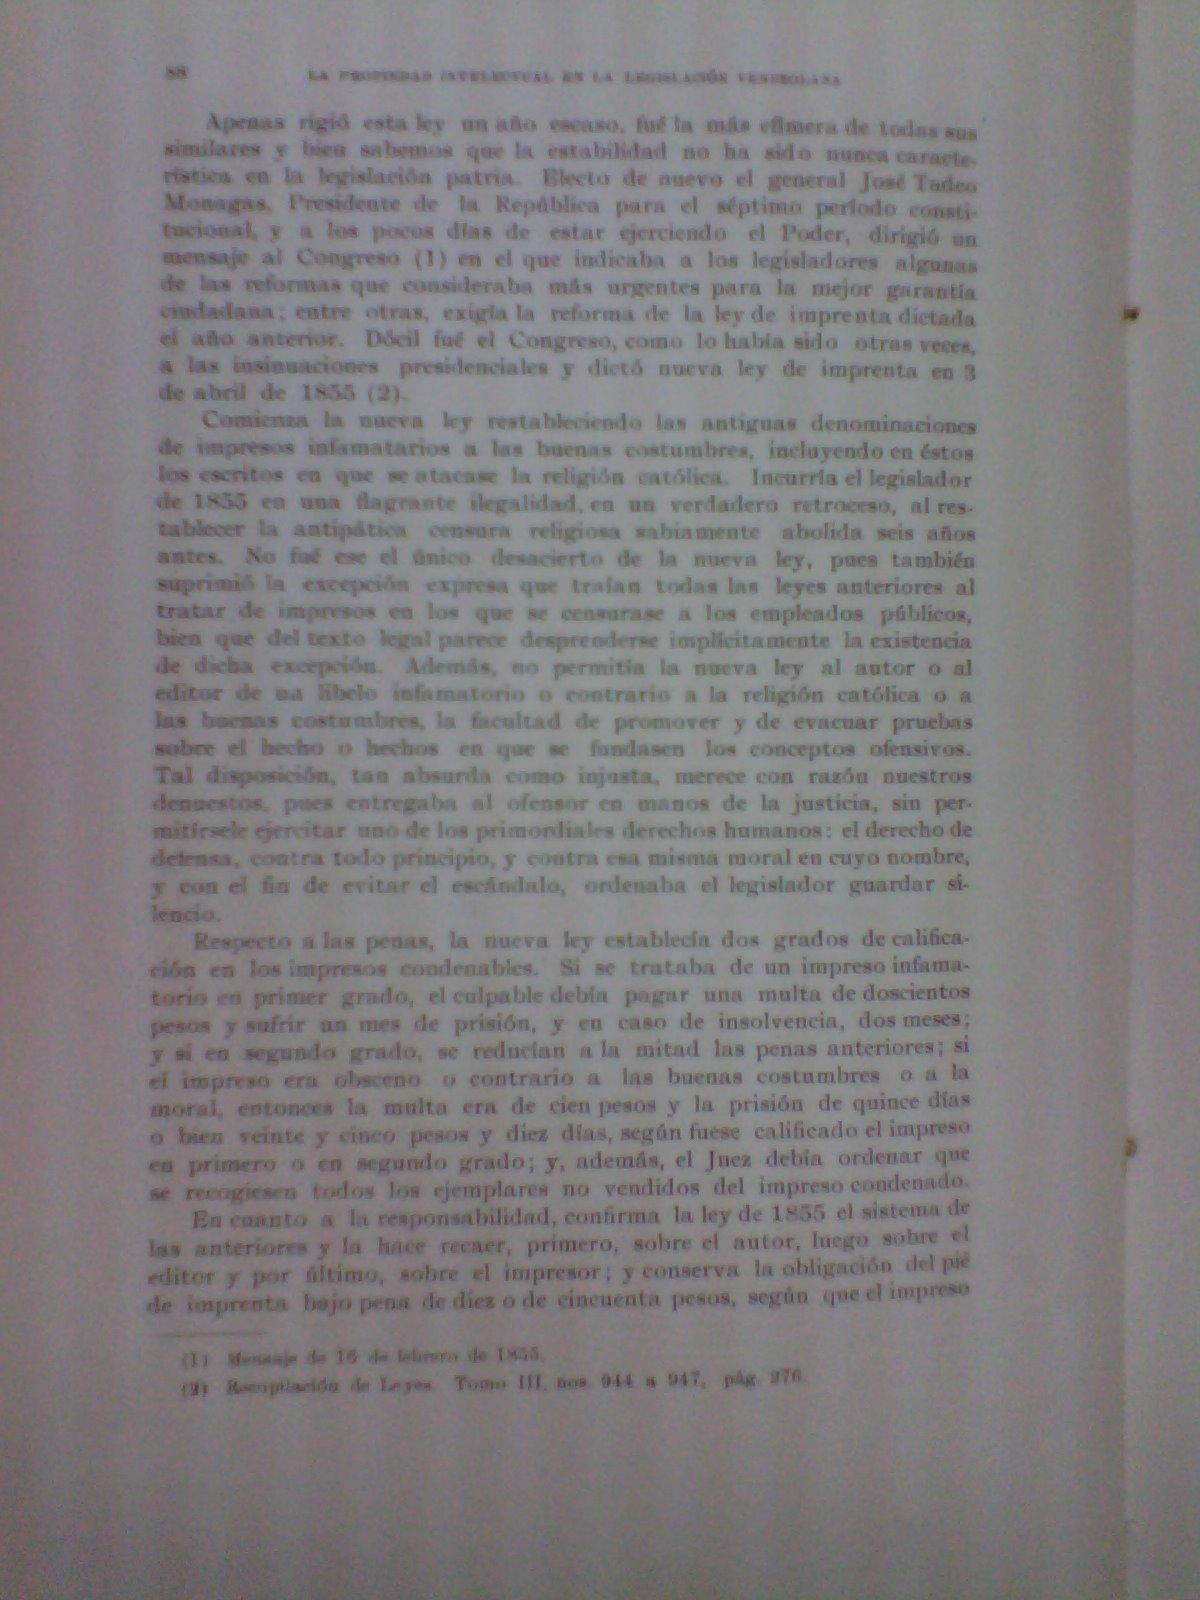 88 LA PROPIEDAD INTELECTUAL EN LA LEGISLACIÓN VENEZOLANA
Apenas rigió esta ley un año escaso, fué la más efímera de todas sus
similares y bien sabemos que la estabilidad no ha sido nunca caracte-
rística en la legislación patria. Electo de nuevo el general José Tadeo
Monagas, Presidente de la República para el séptimo período consti-
tucional, y a los pocos días de estar ejerciendo el Poder, dirigió un
mensaje al Congreso (1) en el que indicaba a los legisladores algunas
de las reformas que consideraba más urgentes para la mejor garantía
ciudadana; entre otras, exigía la reforma de la ley de imprenta dictada
el año anterior. Dócil fué el Congreso, como lo había sido otras veces,
a las insinuaciones presidenciales y dictó nueva ley de imprenta en 3
de abril de 1855 (2).
Comienza la nueva ley restableciendo las antiguas denominaciones
de impresos infamatarios a las buenas costumbres, incluyendo en éstos
los escritos en que se atacase la religión católica. Incurría el legislador
de 1855 en una flagrante ilegalidad, en un verdadero retroceso, al res-
tablecer la antipática censura religiosa sabiamente abolida seis años
antes. No fué ese el único desacierto de la nueva ley, pues también
suprimió la excepción expresa que traían todas las leyes anteriores al
tratar de impresos en los que se censurase a los empleados públicos,
bien que del texto legal parece desprenderse implícitamente la existencia
de dicha excepción. Además, no permitía la nueva ley al autor o al
editor de un libelo infamatorio o contrario a la religión católica o a
las buenas costumbres, la facultad de promover y de evacuar pruebas
sobre el hecho o hechos en que se fundasen los conceptos ofensivos.
Tal disposición, tan absurda como injusta, merece con razón nuestros
denuestos, pues entregaba al ofensor en manos de la justicia, sin per-
mitírsele ejercitar uno de los primordiales derechos humanos: el derecho de
defensa, contra todo principio, y contra esa misma moral en cuyo nombre,
y con el fin de evitar el escándalo, ordenaba el legislador guardar si-
lencio.
Respecto a las penas, la nueva ley establecía dos grados de califica-
ción en los impresos condenables. Si se trataba de un impreso infama-
torio en primer grado, el culpable debía pagar una multa de doscientos
pesos y sufrir un mes de prisión, y en caso de insolvencia, dos meses;
y si en segundo grado, se reducían a la mitad las penas anteriores; si
el impreso era obsceno o contrario a las buenas costumbres o a la
moral, entonces la multa era de cien pesos y la prisión de quince días
o bien veinte y cinco pesos y diez días, según fuese calificado el impreso
en primero o en segundo grado; y, además, el Juez debía ordenar que
se recogiesen todos los ejemplares no vendidos del impreso condenado.
En cuanto a la responsabilidad, confirma la ley de 1855 el sistema de
las anteriores y la hace recaer, primero, sobre el autor, luego sobre el
editor y por último, sobre el impresor; y conserva la obligación del pié
de imprenta bajo pena de diez o de cincuenta pesos, según que el impreso
(1) Mensaje de 16 de febrero de 1855.
(2) Recopilación de Leyes. Tomo III, nos. 944 a 947, pág. 276.